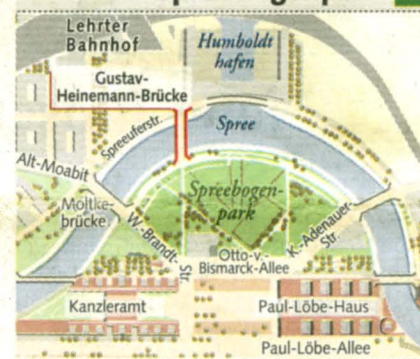 Lehrter
Bahnhof
Humboldt
hafen
Gustav-
Heinemann-Brücke
Spreeuferstr.
Spree
Alt-Moabit
Spreebogen-
park
Moltke-
brücke
W.-Brandt-
Str.
Otto-v.-
Bismarck-Allee
K.-Adenauer-
Str.
Kanzleramt
Paul-Löbe-Haus
Paul-Löbe-Allee